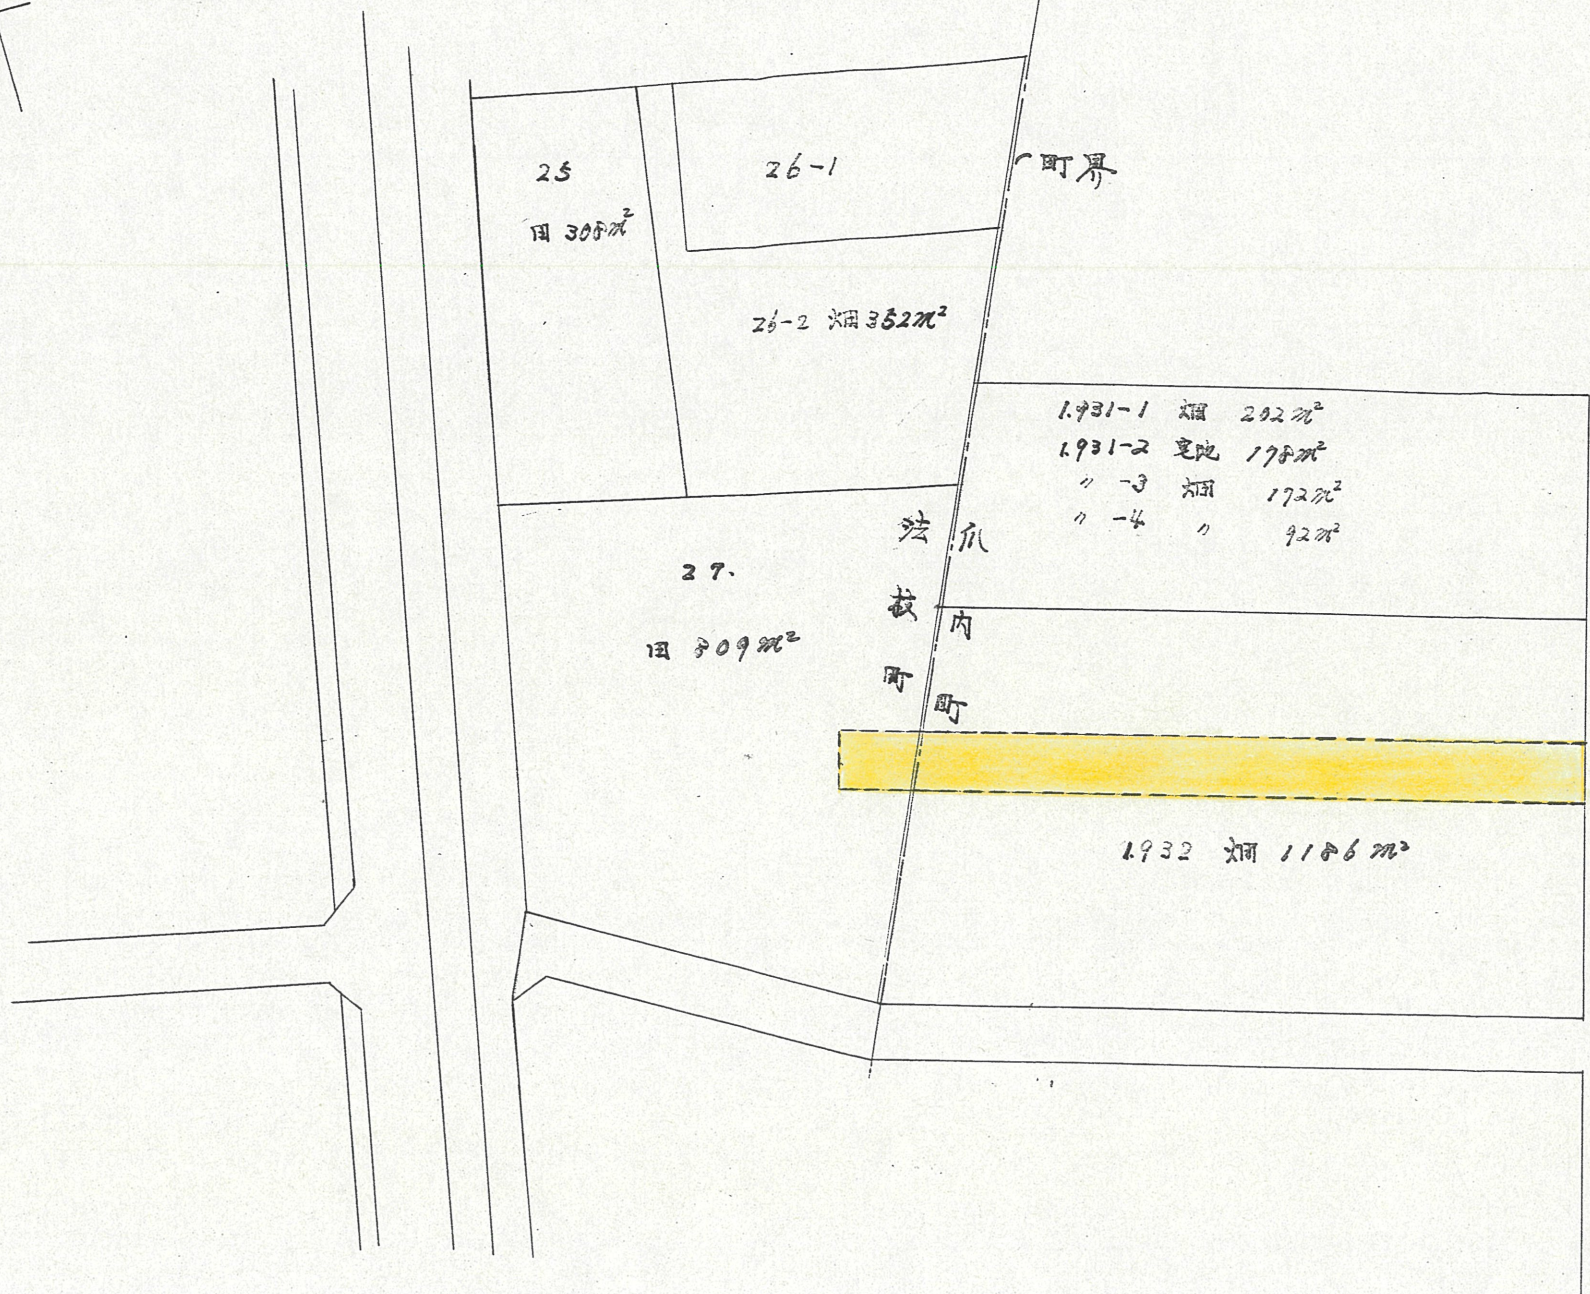 25
田 308m²
26-1
町界
26-2 畑 352m²
1.931-1 畑 202m²
1.931-2 宅地 178m²
〃 -3 畑 172m²
〃 -4 〃 92m²
27.
田 809m²
法枝町
爪内町
1.932 畑 1186m²